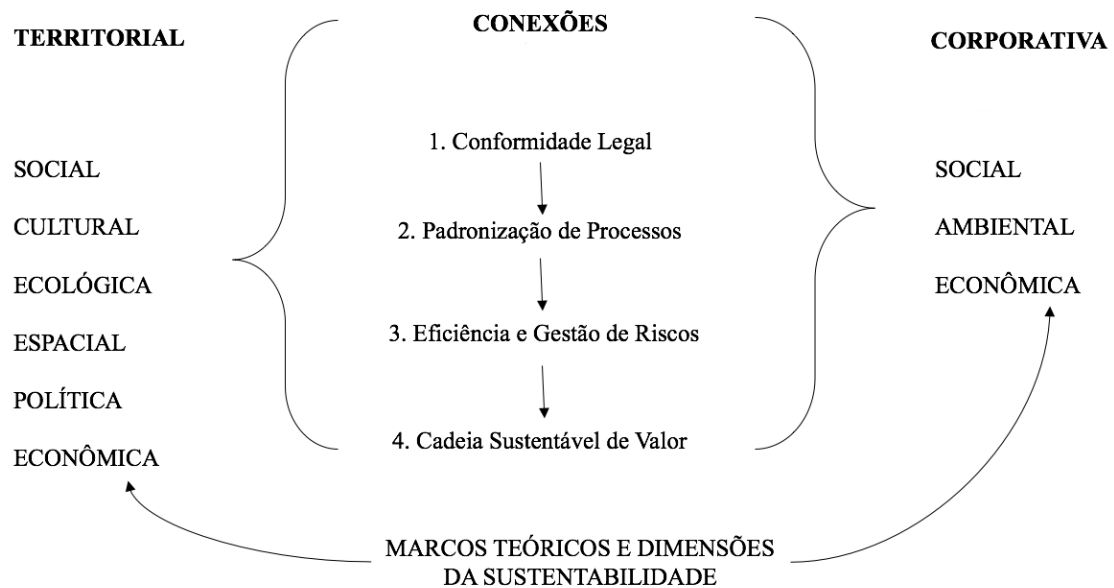 TERRITORIAL
SOCIAL
CULTURAL
ECOLÓGICA
ESPACIAL
POLÍTICA
ECONÔMICA
CONEXÕES
1. Conformidade Legal
2. Padronização de Processos
3. Eficiência e Gestão de Riscos
4. Cadeia Sustentável de Valor
CORPORATIVA
SOCIAL
AMBIENTAL
ECONÔMICA
MARCOS TEÓRICOS E DIMENSÕES
DA SUSTENTABILIDADE